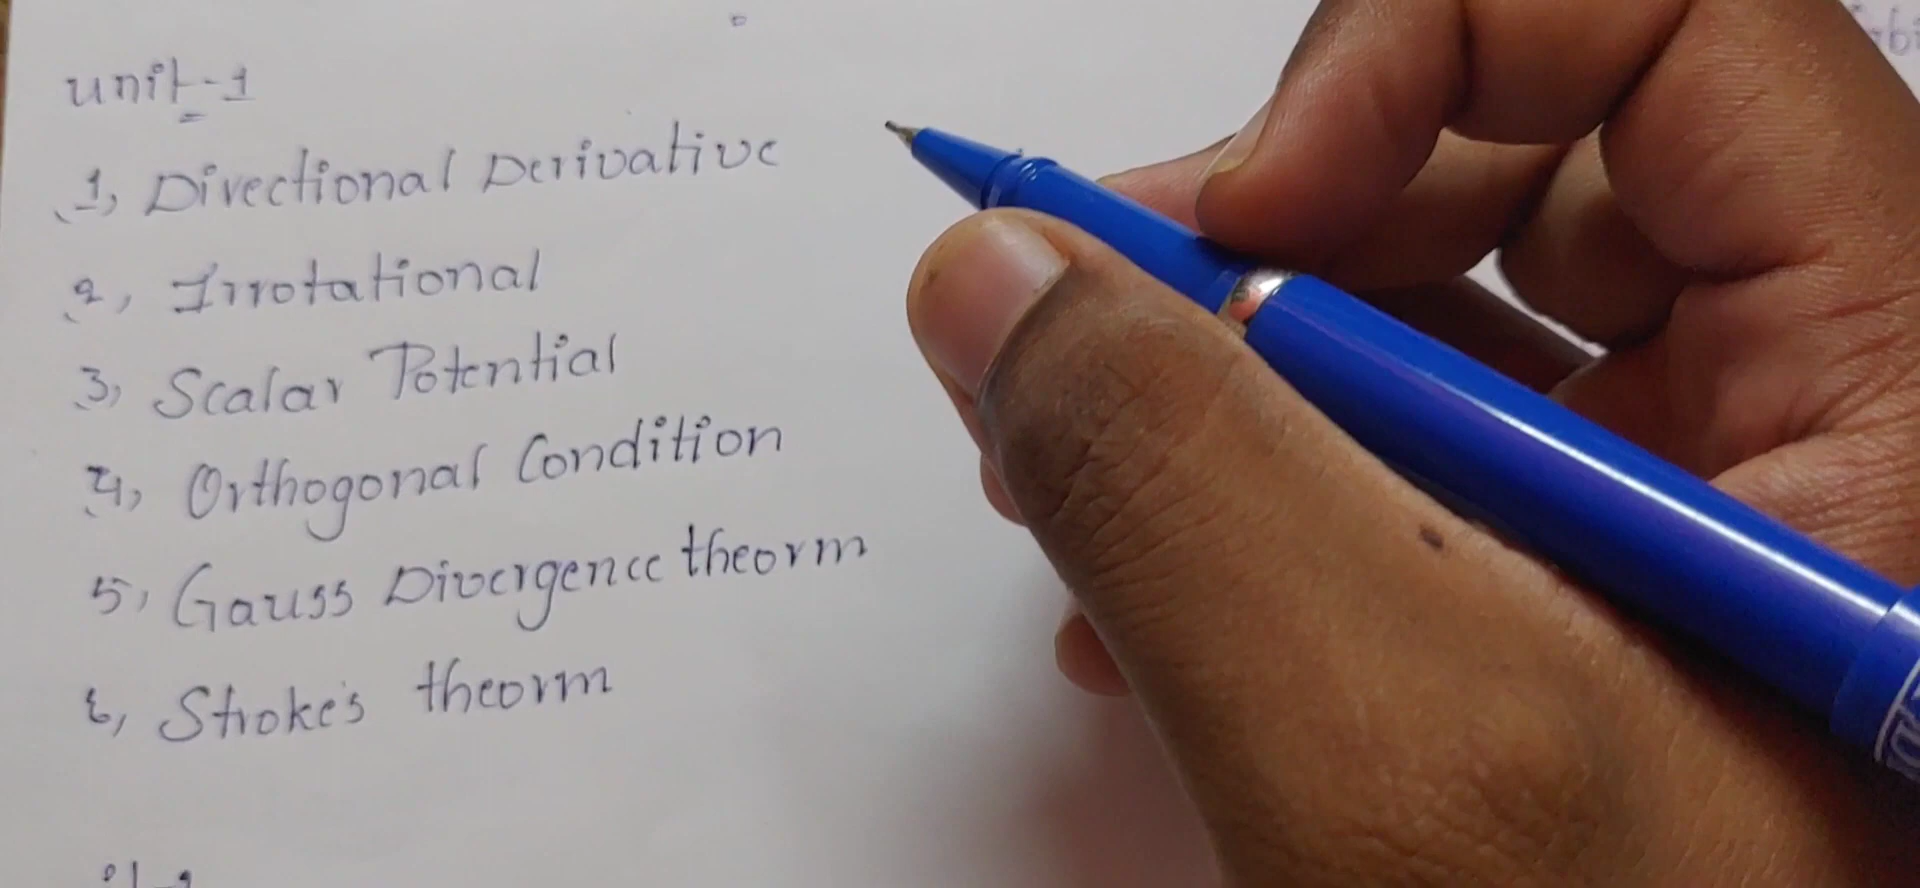 unit-1
1, Directional Derivative
2, Irrotational
3, Scalar Potential
4, Orthogonal Condition
5, Gauss Divergence theorm
6, Stroke's theorm